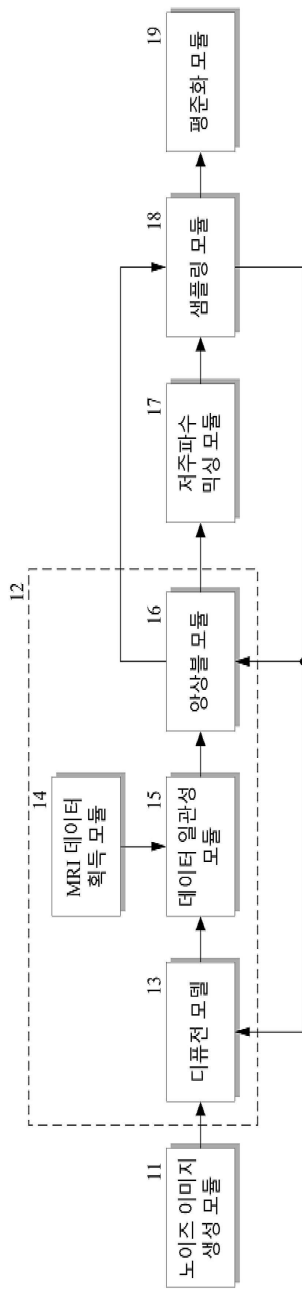 11
노이즈 이미지
생성 모듈
12
13
디퓨전 모델
14
MRI 데이터
획득 모듈
15
데이터 일관성
모듈
16
앙상블 모듈
17
저주파수
믹싱 모듈
18
샘플링 모듈
19
평준화 모듈